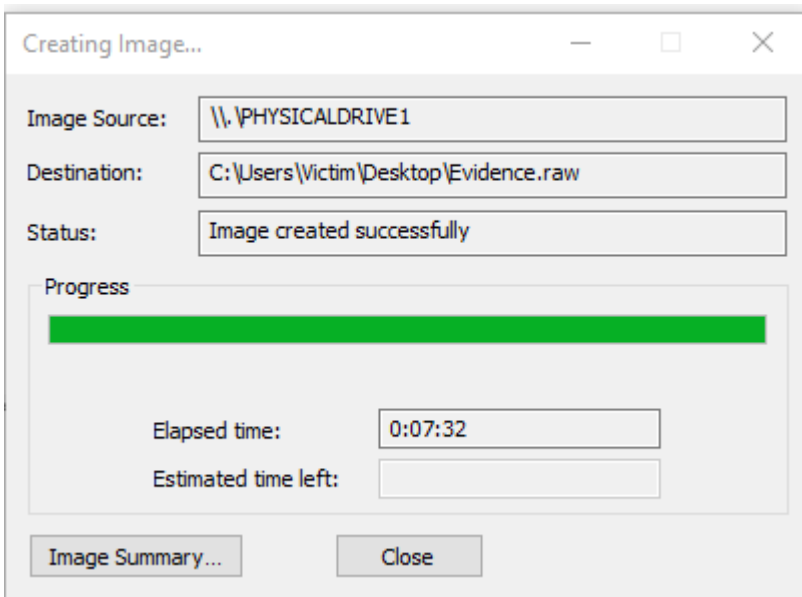 Creating Image...
Image Source: \\.\PHYSICALDRIVE1
Destination: C:\Users\Victim\Desktop\Evidence.raw
Status: Image created successfully
Progress
Elapsed time: 0:07:32
Estimated time left:
Image Summary... Close